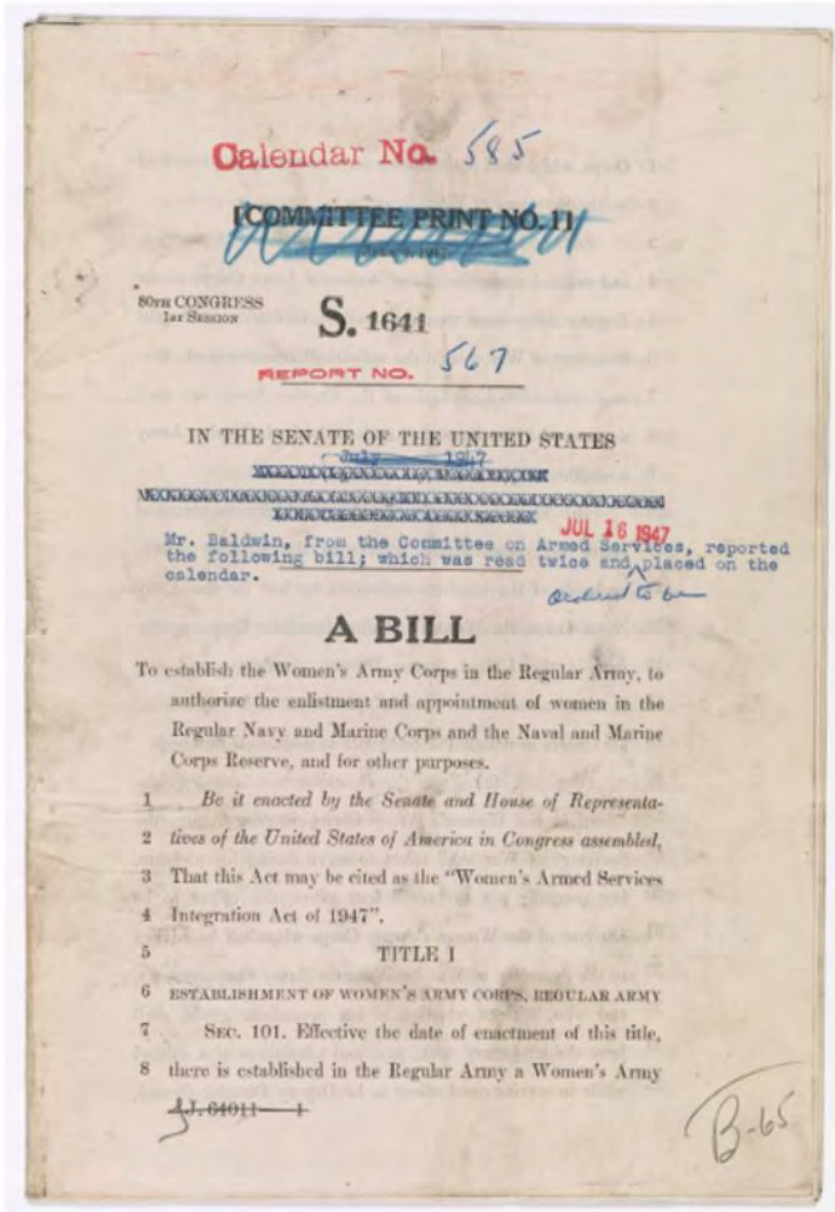 Calendar No. 585
[COMMITTEE PRINT NO. 1]
80TH CONGRESS
1ST SESSION
S. 1641
REPORT NO. 567
IN THE SENATE OF THE UNITED STATES
July 1947
JUL 16 1947
Mr. Baldwin, from the Committee on Armed Services, reported
the following bill; which was read twice and placed on the
calendar.
ordered to be
A BILL
To establish the Women's Army Corps in the Regular Army, to
authorize the enlistment and appointment of women in the
Regular Navy and Marine Corps and the Naval and Marine
Corps Reserve, and for other purposes.
1 Be it enacted by the Senate and House of Representa-
2 tives of the United States of America in Congress assembled,
3 That this Act may be cited as the "Women's Armed Services
4 Integration Act of 1947".
5 TITLE I
6 ESTABLISHMENT OF WOMEN'S ARMY CORPS, REGULAR ARMY
7 SEC. 101. Effective the date of enactment of this title,
8 there is established in the Regular Army a Women's Army
J. 64011——1
B-65